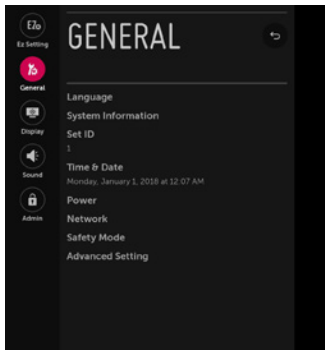 EZ
Ez Setting
General
Display
Sound
Admin
GENERAL
Language
System Information
Set ID
1
Time & Date
Monday, January 1, 2018 at 12:07 AM
Power
Network
Safety Mode
Advanced Setting